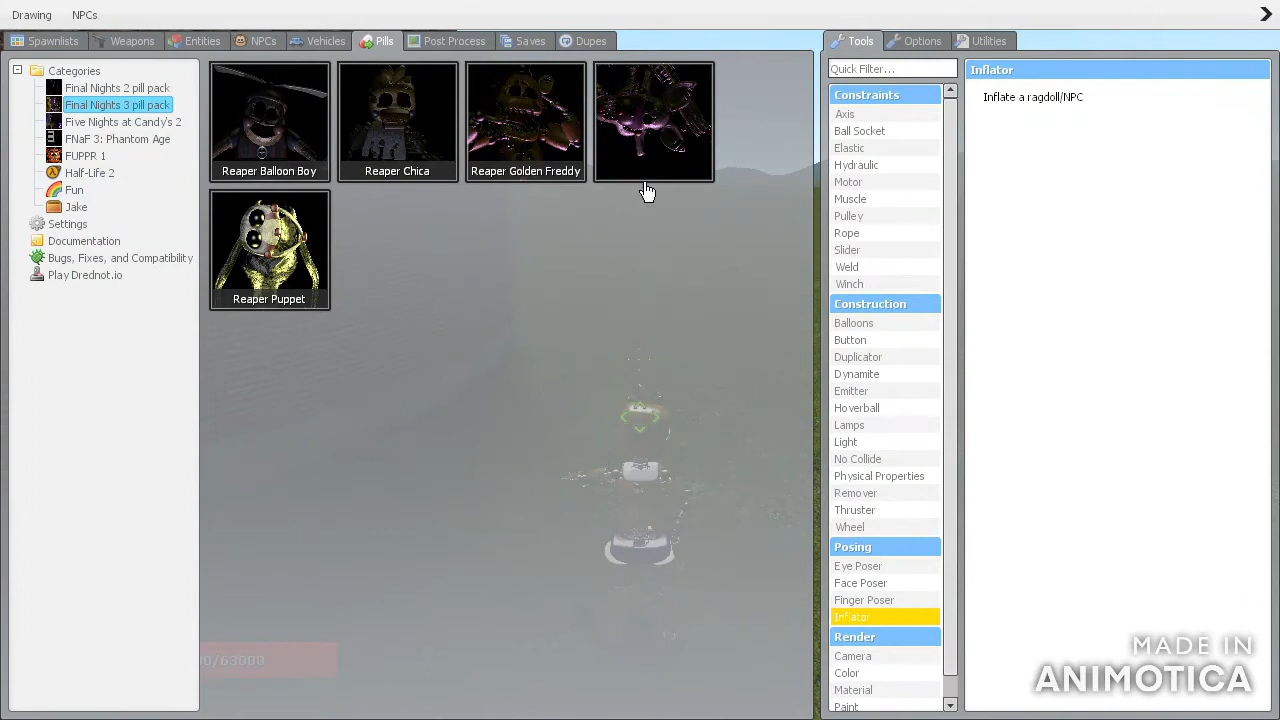 Drawing NPCs
Spawnlists Weapons Entities NPCs Vehicles Pills Post Process Saves Dupes
Categories
Final Nights 2 pill pack
Final Nights 3 pill pack
Five Nights at Candy's 2
FNaF 3: Phantom Age
FUPPR 1
Half-Life 2
Fun
Jake
Settings
Documentation
Bugs, Fixes, and Compatibility
Play Drednot.io
Reaper Balloon Boy
Reaper Chica
Reaper Golden Freddy
Reaper Puppet
Tools Options Utilities
Quick Filter...
Constraints
Axis
Ball Socket
Elastic
Hydraulic
Motor
Muscle
Pulley
Rope
Slider
Weld
Winch
Construction
Balloons
Button
Duplicator
Dynamite
Emitter
Hoverball
Lamps
Light
No Collide
Physical Properties
Remover
Thruster
Wheel
Posing
Eye Poser
Face Poser
Finger Poser
Inflator
Render
Camera
Color
Material
Paint
Inflator
Inflate a ragdoll/NPC
MADE IN
ANIMOTICA